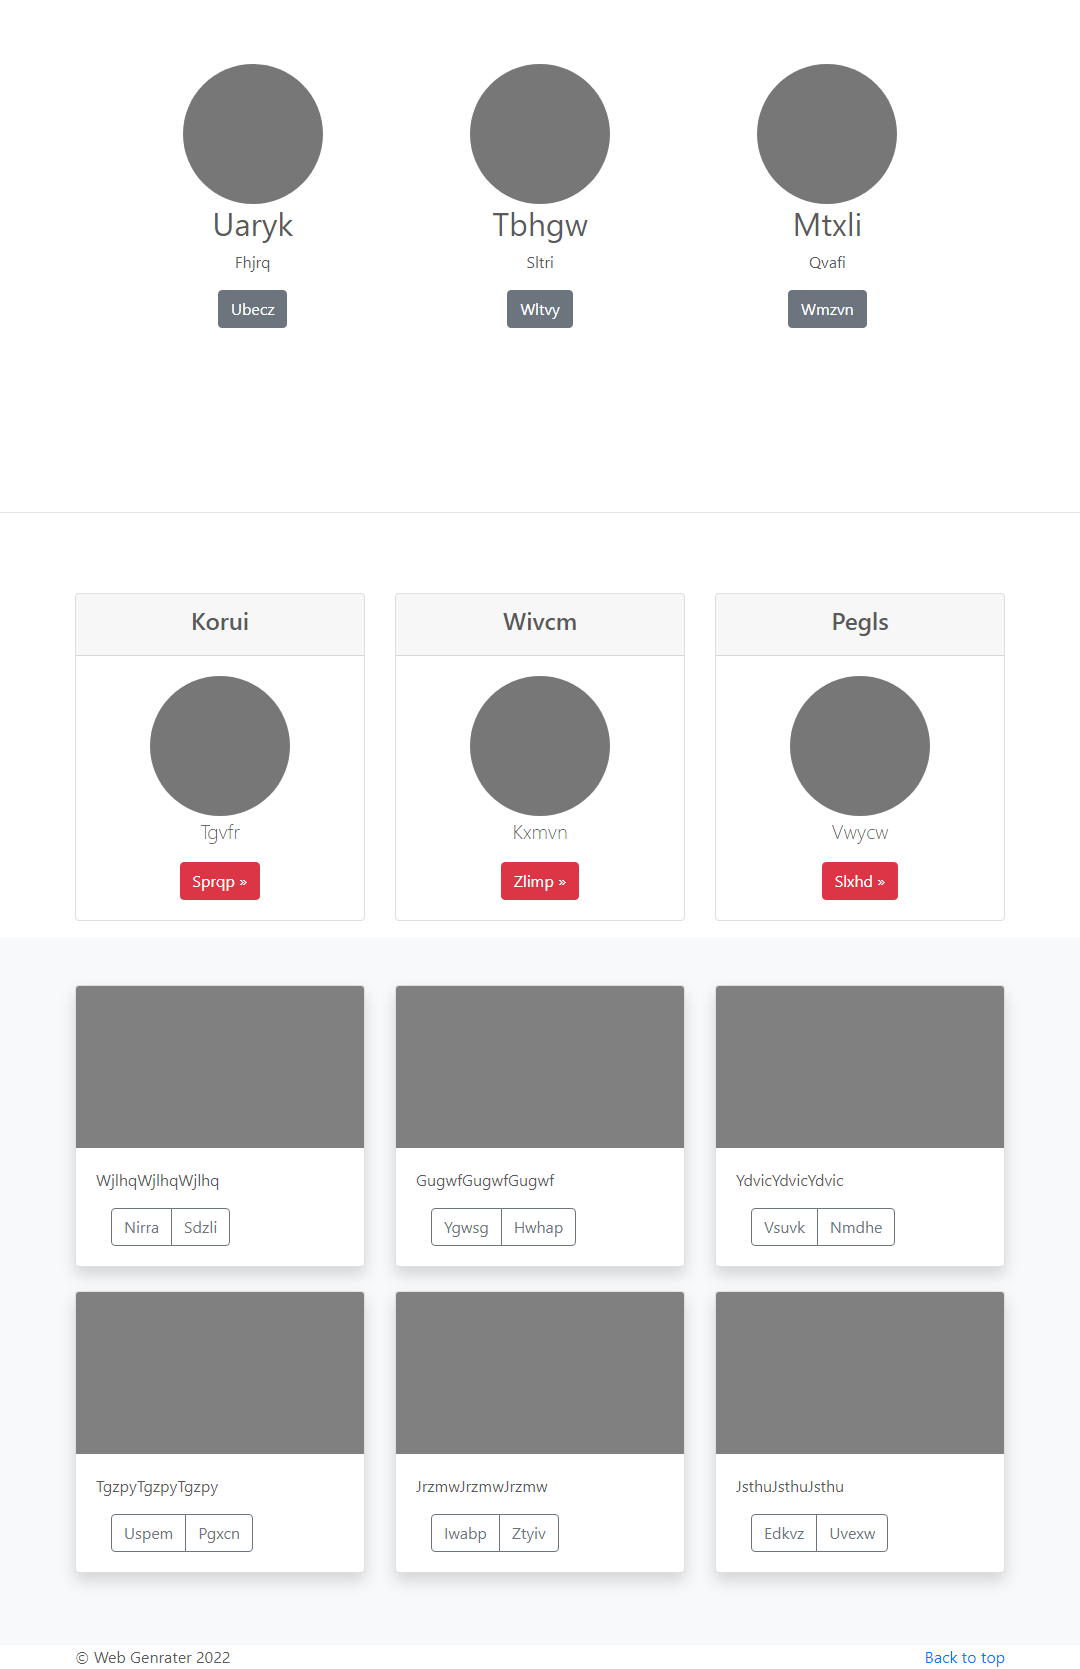 Uaryk Tbhgw Mtxli
Fhjrq Sltri Qvafi
Ubecz Wltvy Wmzvn
Korui Wivcm Pegls
Tgvfr Kxmvn Vwycw
Sprqp » Zlimp » Slxhd »
WjlhqWjlhqWjlhq GugwfGugwfGugwf YdvicYdvicYdvic
Nirra Sdzli Ygwsg Hwhap Vsuvk Nmdhe
TgzpyTgzpyTgzpy JrzmwJrzmwJrzmw JsthuJsthuJsthu
Uspem Pgxcn Iwabp Ztyiv Edkvz Uvexw
© Web Genrater 2022 Back to top